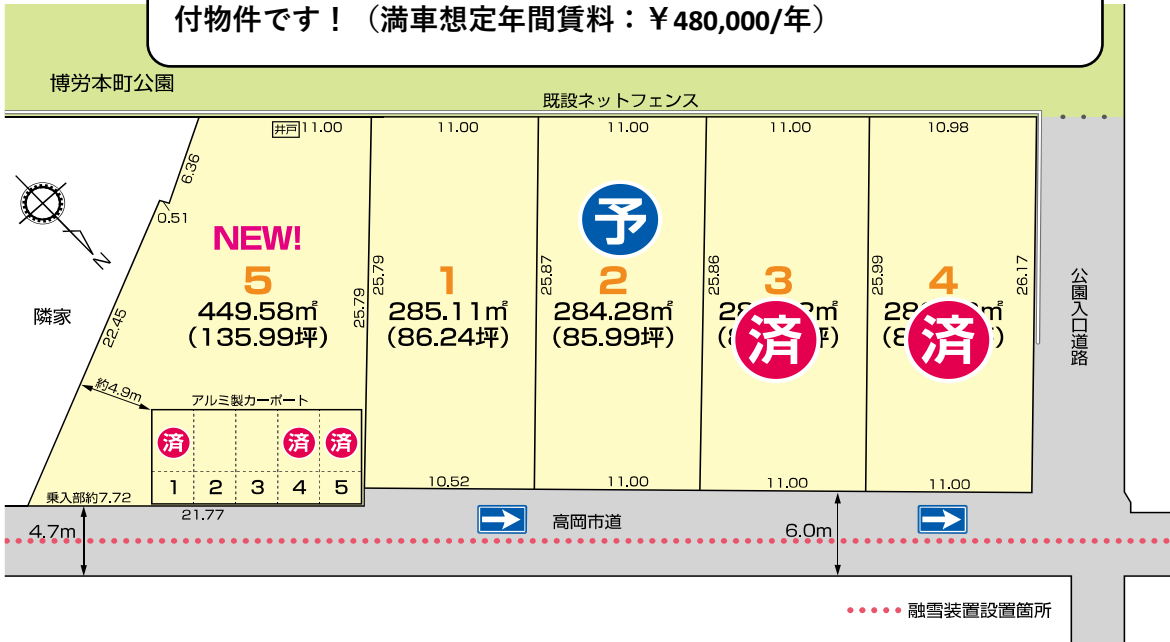 付物件です！（満車想定年間賃料：￥480,000/年）
博労本町公園
既設ネットフェンス
井戸 11.00
11.00
11.00
11.00
10.98
6.36
0.51
N
隣家
22.45
約4.9m
NEW!
5
449.58㎡
(135.99坪)
25.79
25.79
1
285.11㎡
(86.24坪)
25.87
予
2
284.28㎡
(85.99坪)
25.86
3
済
25.99
4
済
26.17
公園入口道路
アルミ製カーポート
済
済
済
1 2 3 4 5
乗入部約7.72
21.77
10.52
11.00
11.00
11.00
4.7m
高岡市道
6.0m
融雪装置設置箇所